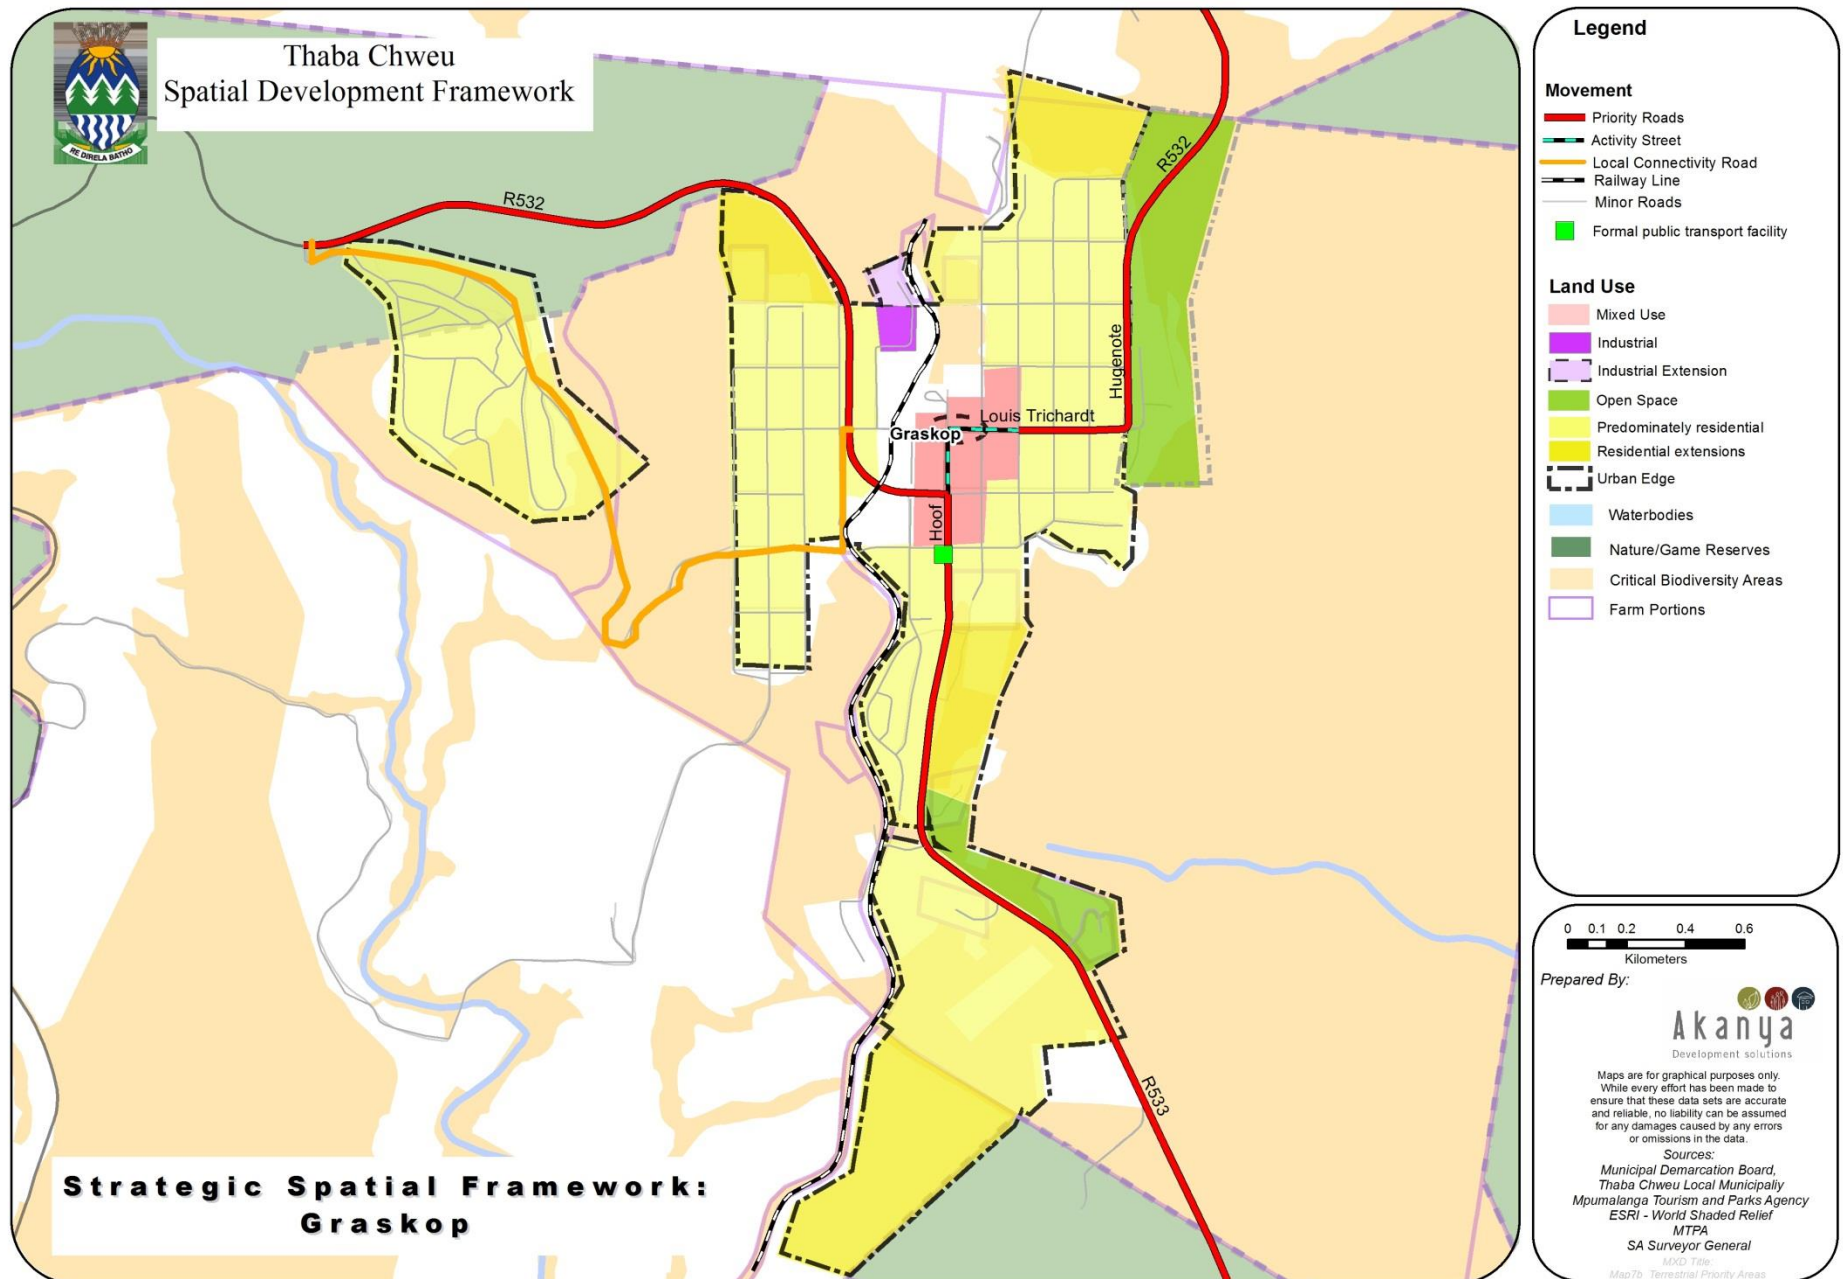 Thaba Chweu
Spatial Development Framework
RE DIRELA BATHO
R532
R532
Hugenote
Louis Trichardt
Graskop
Hoof
R533
Strategic Spatial Framework:
Graskop
Legend
Movement
Priority Roads
Activity Street
Local Connectivity Road
Railway Line
Minor Roads
Formal public transport facility
Land Use
Mixed Use
Industrial
Industrial Extension
Open Space
Predominately residential
Residential extensions
Urban Edge
Waterbodies
Nature/Game Reserves
Critical Biodiversity Areas
Farm Portions
0 0.1 0.2 0.4 0.6
Kilometers
Prepared By:
Akanya
Development solutions
Maps are for graphical purposes only.
While every effort has been made to
ensure that these data sets are accurate
and reliable, no liability can be assumed
for any damages caused by any errors
or omissions in the data.
Sources:
Municipal Demarcation Board,
Thaba Chweu Local Municipaliy
Mpumalanga Tourism and Parks Agency
ESRI - World Shaded Relief
MTPA
SA Surveyor General
MXD Title:
Map7b_Terrestrial Priority Areas